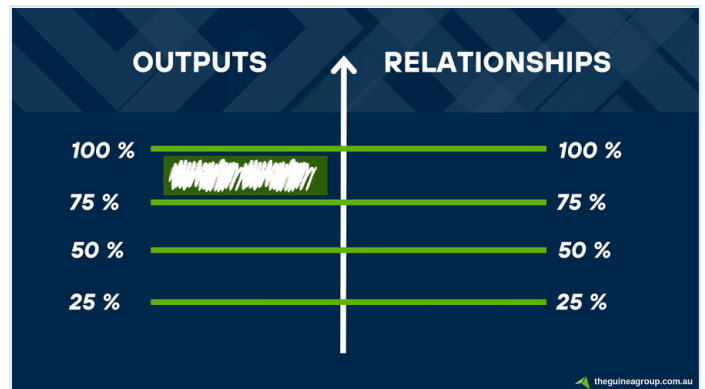 OUTPUTS RELATIONSHIPS
100 % 100 %
75 % 75 %
50 % 50 %
25 % 25 %
theguineagroup.com.au